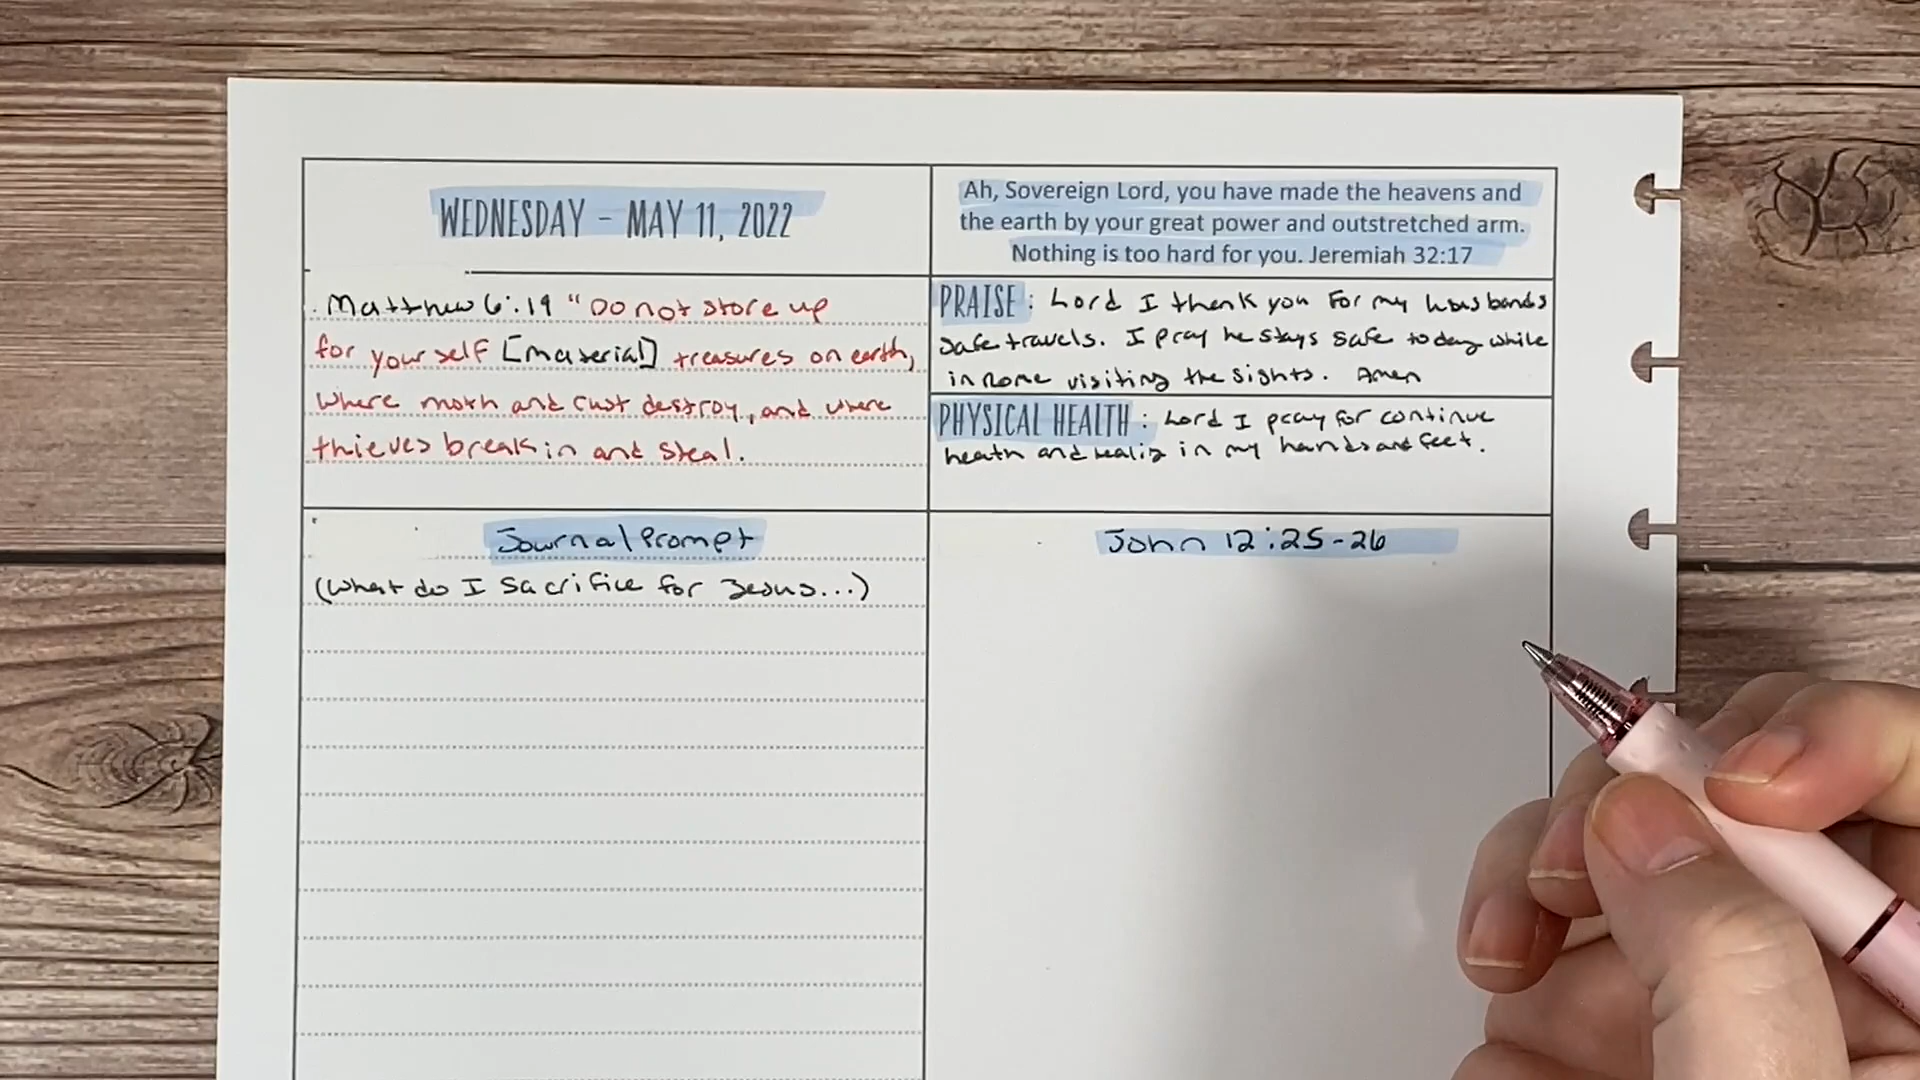 WEDNESDAY - MAY 11, 2022
Ah, Sovereign Lord, you have made the heavens and
the earth by your great power and outstretched arm.
Nothing is too hard for you. Jeremiah 32:17
Matthew 6:19 "Do not store up
for yourself [material] treasures on earth,
where moth and rust destroy, and where
thieves break in and steal.
PRAISE: Lord I thank you for my husbands
safe travels. I pray he stays safe today while
in Rome visiting the sights. Amen
PHYSICAL HEALTH: Lord I pray for continue
heath and healig in my hands and feet.
Journal Prompt
(What do I sacrifice for Jesus...)
John 12:25-26